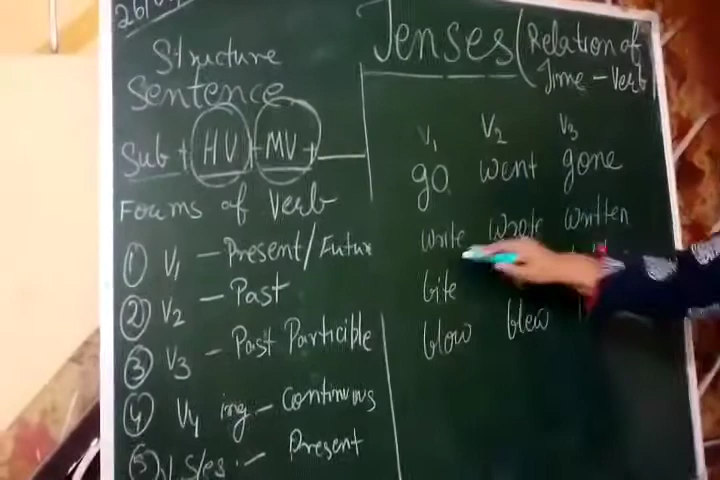 Structure
Sentence
Sub + HV + MV +
Forms of Verb
1 V1 - Present/Future
2 V2 - Past
3 V3 - Past Participle
4 V4 ing - Continuous
5 V5 s/es - Present
Tenses (Relation of
Time - Verb)
V1 V2 V3
go went gone
write wrote written
bite
blow blew